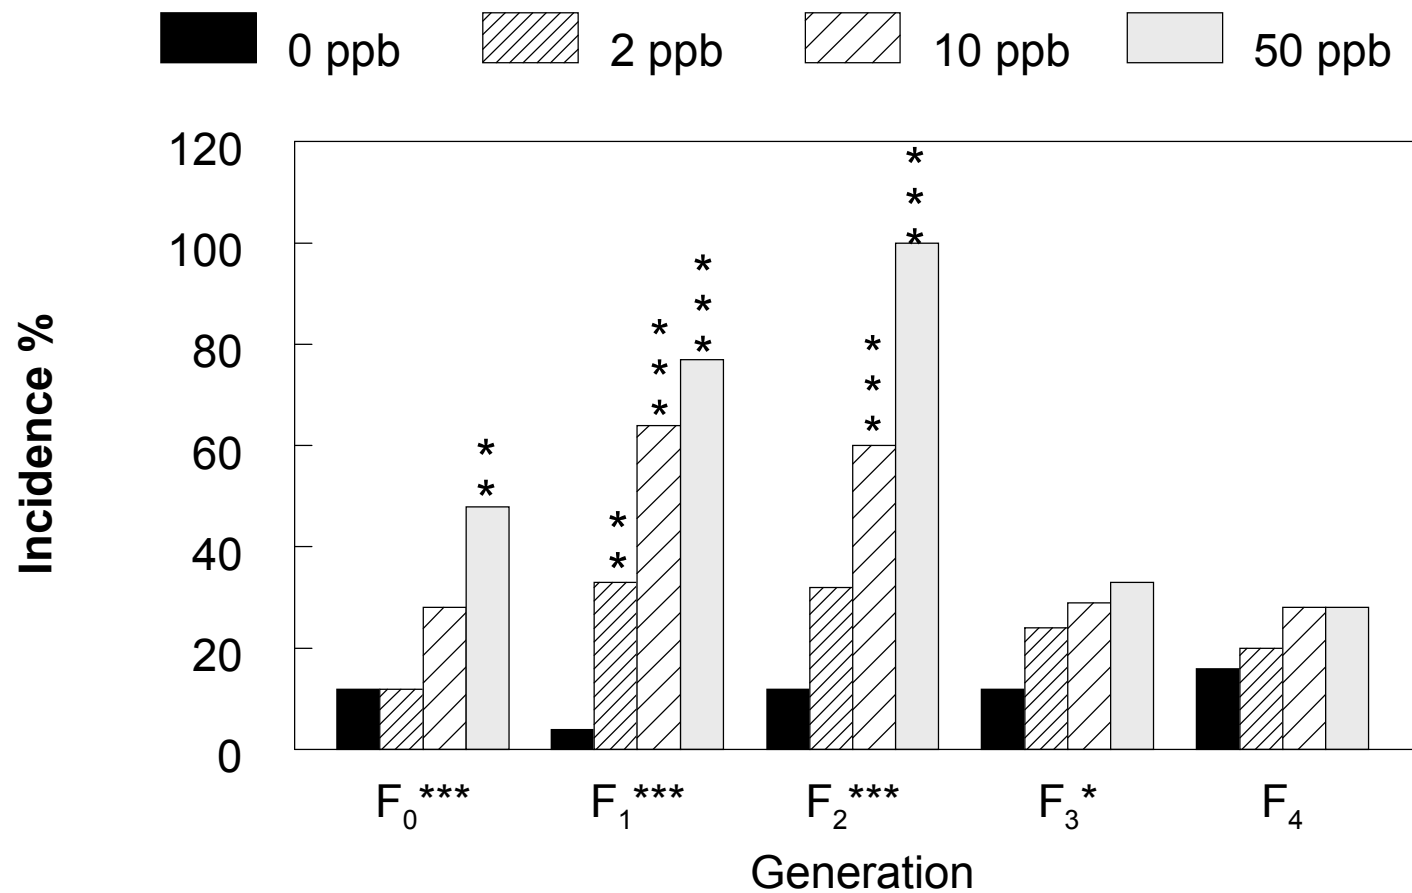 0 ppb 2 ppb 10 ppb 50 ppb
120
100
80
60
40
20
0
Incidence %
* *
* *
* * *
* * *
* * *
* * *
F₀*** F₁*** F₂*** F₃* F₄
Generation